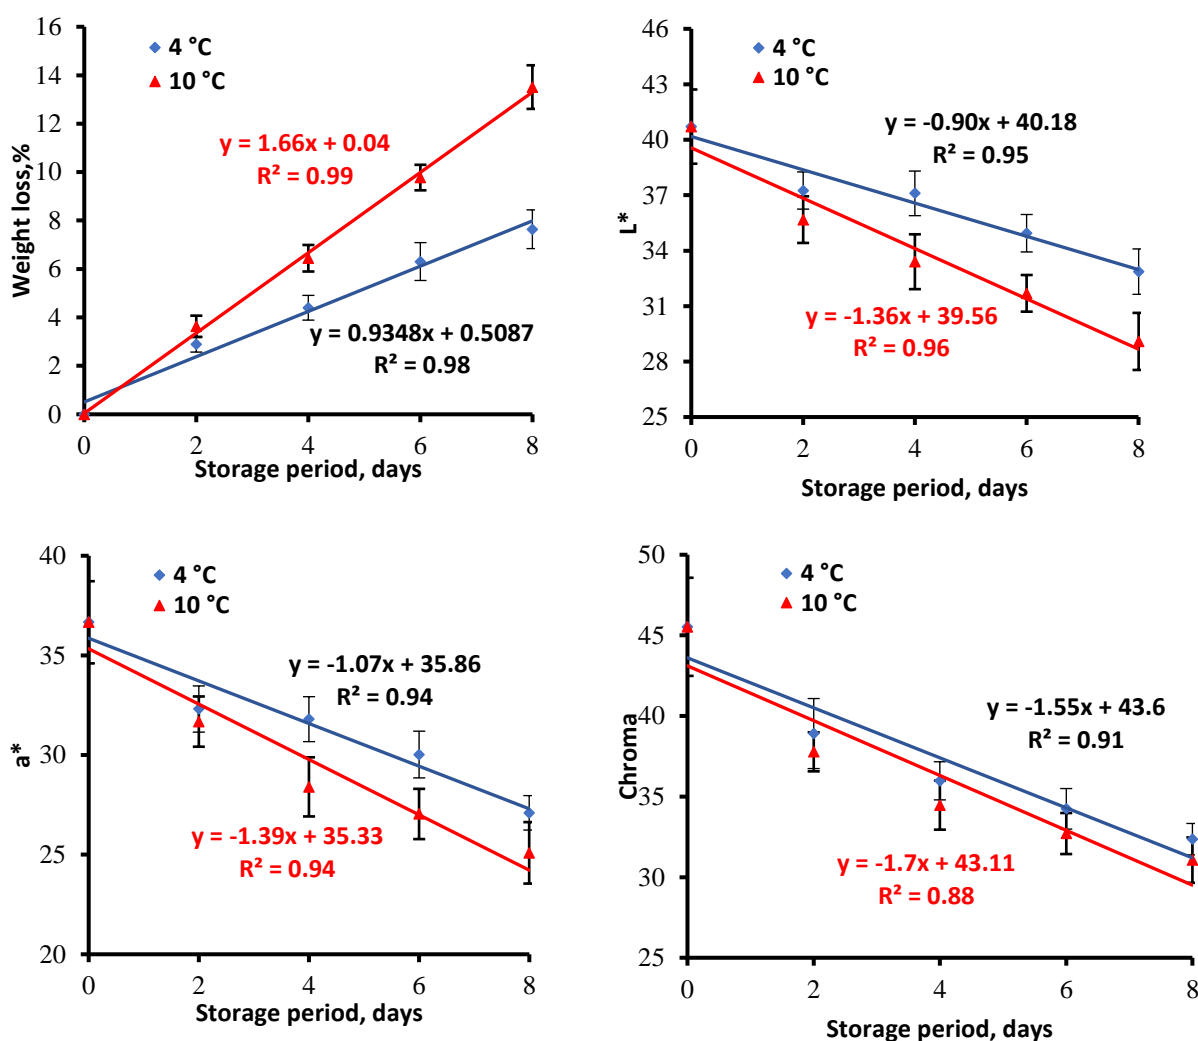 16
14
12
10
8
6
4
2
0
Weight loss,%
4 °C
10 °C
y = 1.66x + 0.04
R² = 0.99
y = 0.9348x + 0.5087
R² = 0.98
0 2 4 6 8
Storage period, days
46
43
40
37
34
31
28
25
L*
4 °C
10 °C
y = -0.90x + 40.18
R² = 0.95
y = -1.36x + 39.56
R² = 0.96
0 2 4 6 8
Storage period, days
40
35
30
25
20
a*
4 °C
10 °C
y = -1.07x + 35.86
R² = 0.94
y = -1.39x + 35.33
R² = 0.94
0 2 4 6 8
Storage period, days
50
45
40
35
30
25
Chroma
4 °C
10 °C
y = -1.55x + 43.6
R² = 0.91
y = -1.7x + 43.11
R² = 0.88
0 2 4 6 8
Storage period, days